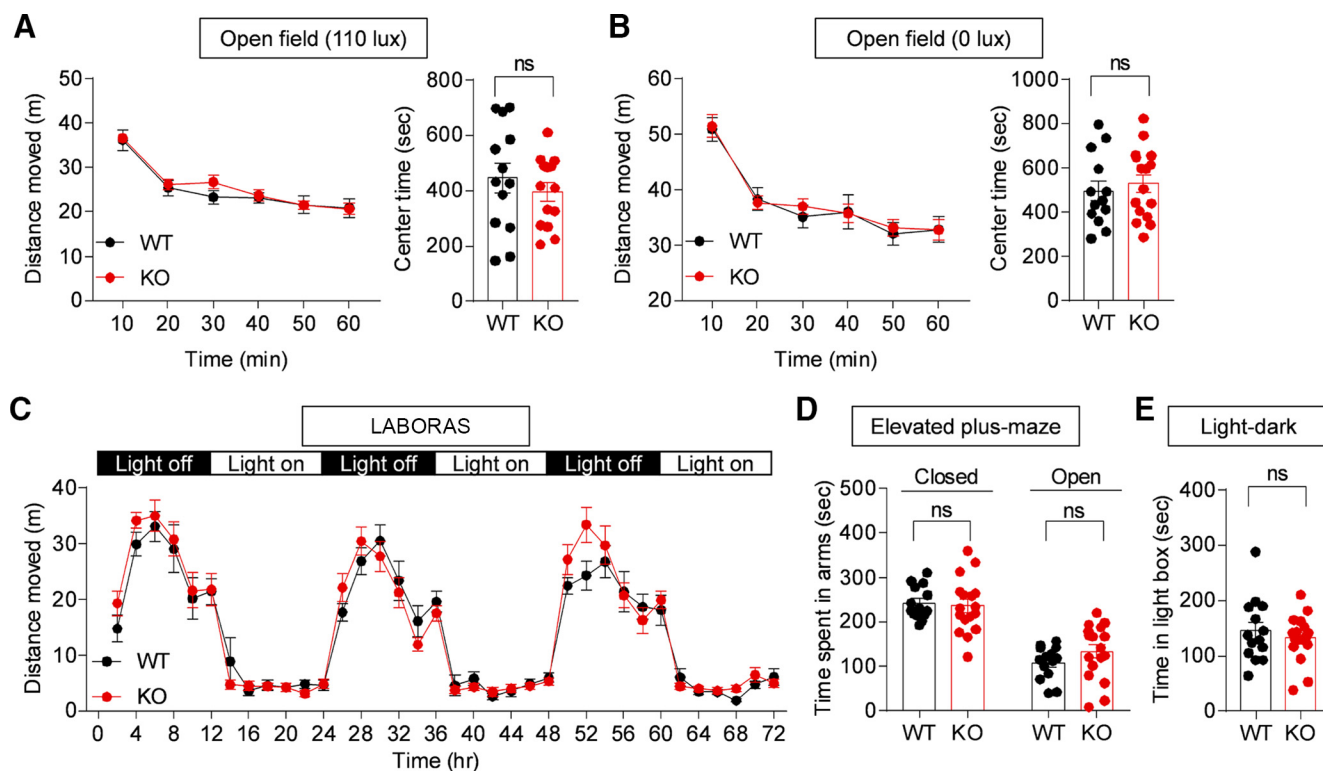 A
Open field (110 lux)
Distance moved (m)
50
40
30
20
10
0
WT
KO
10 20 30 40 50 60
Time (min)
Center time (sec)
800
600
400
200
0
ns
WT KO
B
Open field (0 lux)
Distance moved (m)
60
50
40
30
20
WT
KO
10 20 30 40 50 60
Time (min)
Center time (sec)
1000
800
600
400
200
0
ns
WT KO
C
LABORAS
Light off Light on Light off Light on Light off Light on
Distance moved (m)
40
30
20
10
0
WT
KO
0 4 8 12 16 20 24 28 32 36 40 44 48 52 56 60 64 68 72
Time (hr)
D
Elevated plus-maze
Closed Open
Time spent in arms (sec)
500
400
300
200
100
0
ns ns
WT KO WT KO
E
Light-dark
Time in light box (sec)
400
300
200
100
0
ns
WT KO